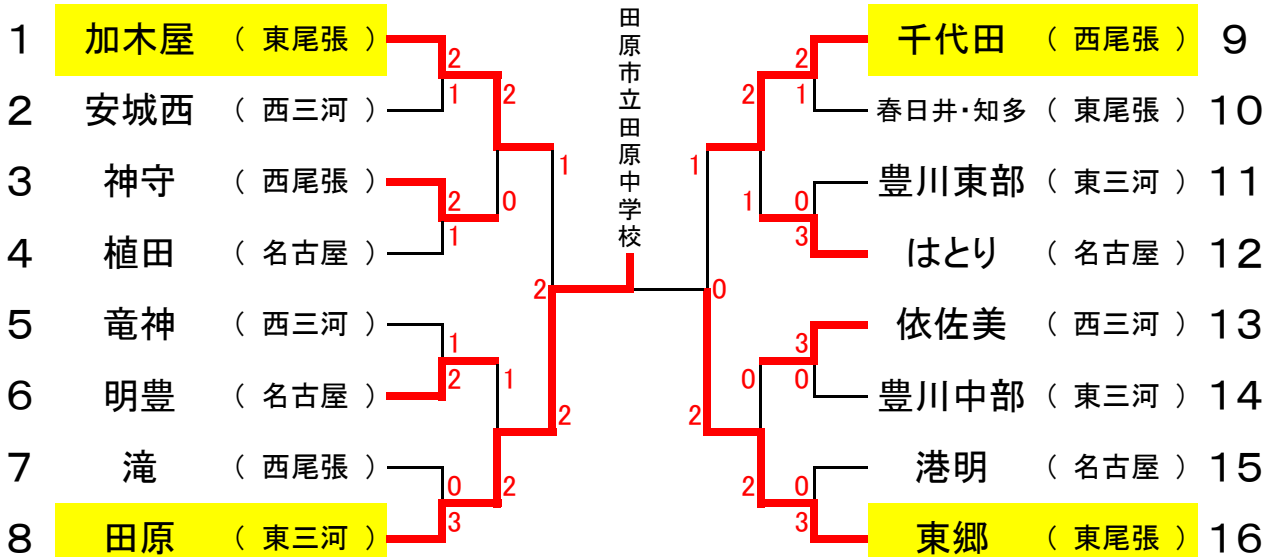 田原市立田原中学校
1 加木屋 （ 東尾張 ）
2 安城西 （ 西三河 ）
3 神守 （ 西尾張 ）
4 植田 （ 名古屋 ）
5 竜神 （ 西三河 ）
6 明豊 （ 名古屋 ）
7 滝 （ 西尾張 ）
8 田原 （ 東三河 ）
2
1
2
1
1
2
0
3
2
0
1
2
1
2
2
0
1
2
2
1
1
0
2
2
1
0
3
3
0
0
3
千代田 （ 西尾張 ） 9
春日井・知多 （ 東尾張 ） 10
豊川東部 （ 東三河 ） 11
はとり （ 名古屋 ） 12
依佐美 （ 西三河 ） 13
豊川中部 （ 東三河 ） 14
港明 （ 名古屋 ） 15
東郷 （ 東尾張 ） 16